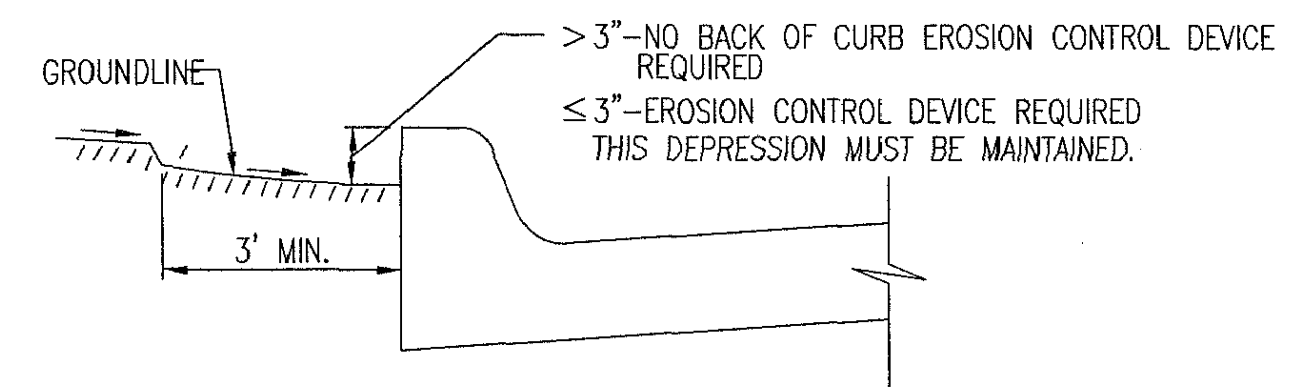 > 3"-NO BACK OF CURB EROSION CONTROL DEVICE
REQUIRED
GROUNDLINE
≤ 3"-EROSION CONTROL DEVICE REQUIRED
THIS DEPRESSION MUST BE MAINTAINED.
3' MIN.